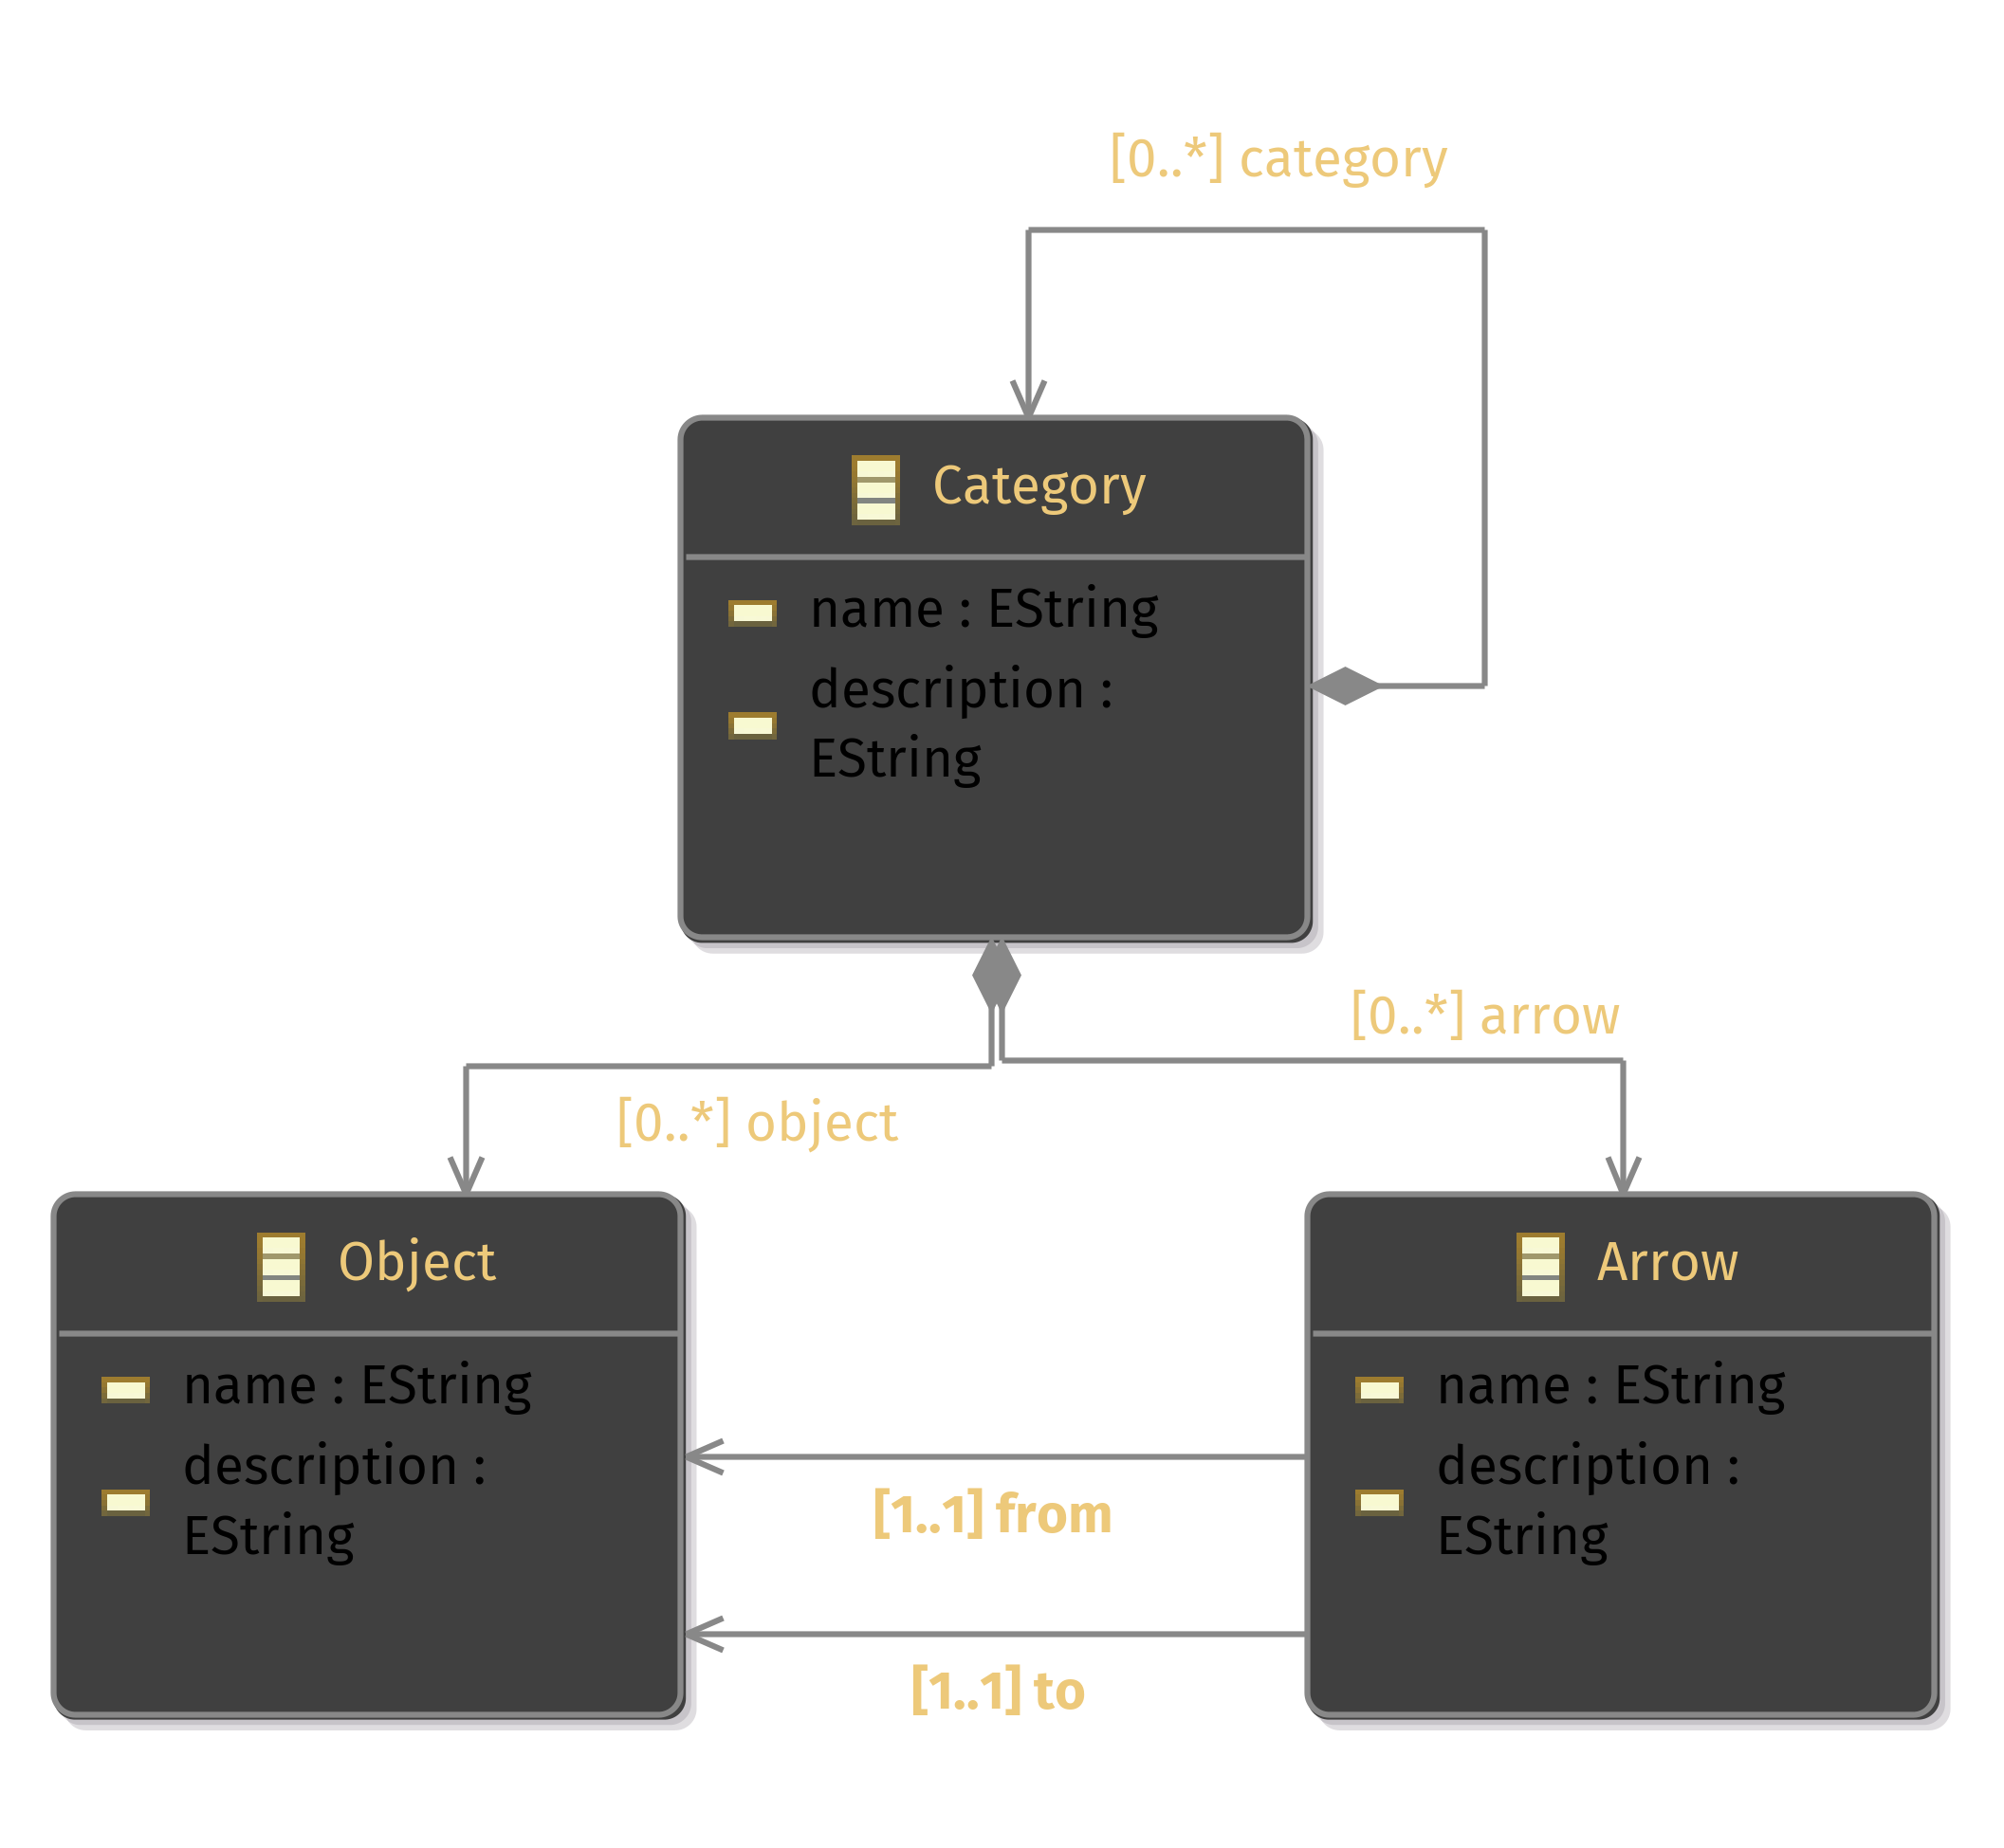 [0..*] category
Category
name : EString
description :
EString
[0..*] arrow
[0..*] object
Object
name : EString
description :
EString
Arrow
name : EString
description :
EString
[1..1] from
[1..1] to